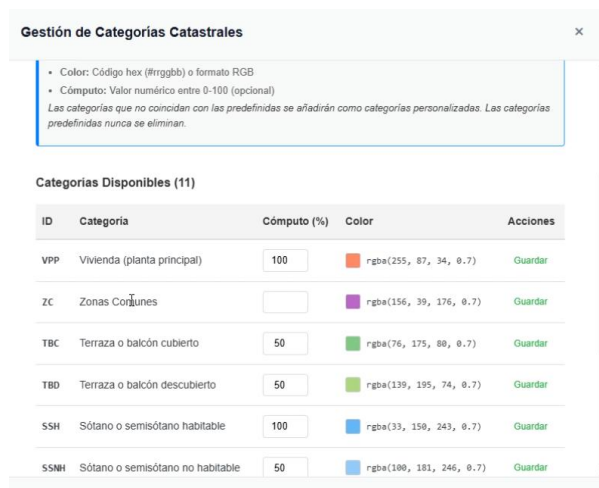 Gestión de Categorías Catastrales ×
• Color: Código hex (#rrggbb) o formato RGB
• Cómputo: Valor numérico entre 0-100 (opcional)
Las categorías que no coincidan con las predefinidas se añadirán como categorías personalizadas. Las categorías
predefinidas nunca se eliminan.
Categorías Disponibles (11)
ID Categoría Cómputo (%) Color Acciones
VPP Vivienda (planta principal) 100 rgba(255, 87, 34, 0.7) Guardar
ZC Zonas Comunes rgba(156, 39, 176, 0.7) Guardar
TBC Terraza o balcón cubierto 50 rgba(76, 175, 80, 0.7) Guardar
TBD Terraza o balcón descubierto 50 rgba(139, 195, 74, 0.7) Guardar
SSH Sótano o semisótano habitable 100 rgba(33, 150, 243, 0.7) Guardar
SSNH Sótano o semisótano no habitable 50 rgba(100, 181, 246, 0.7) Guardar